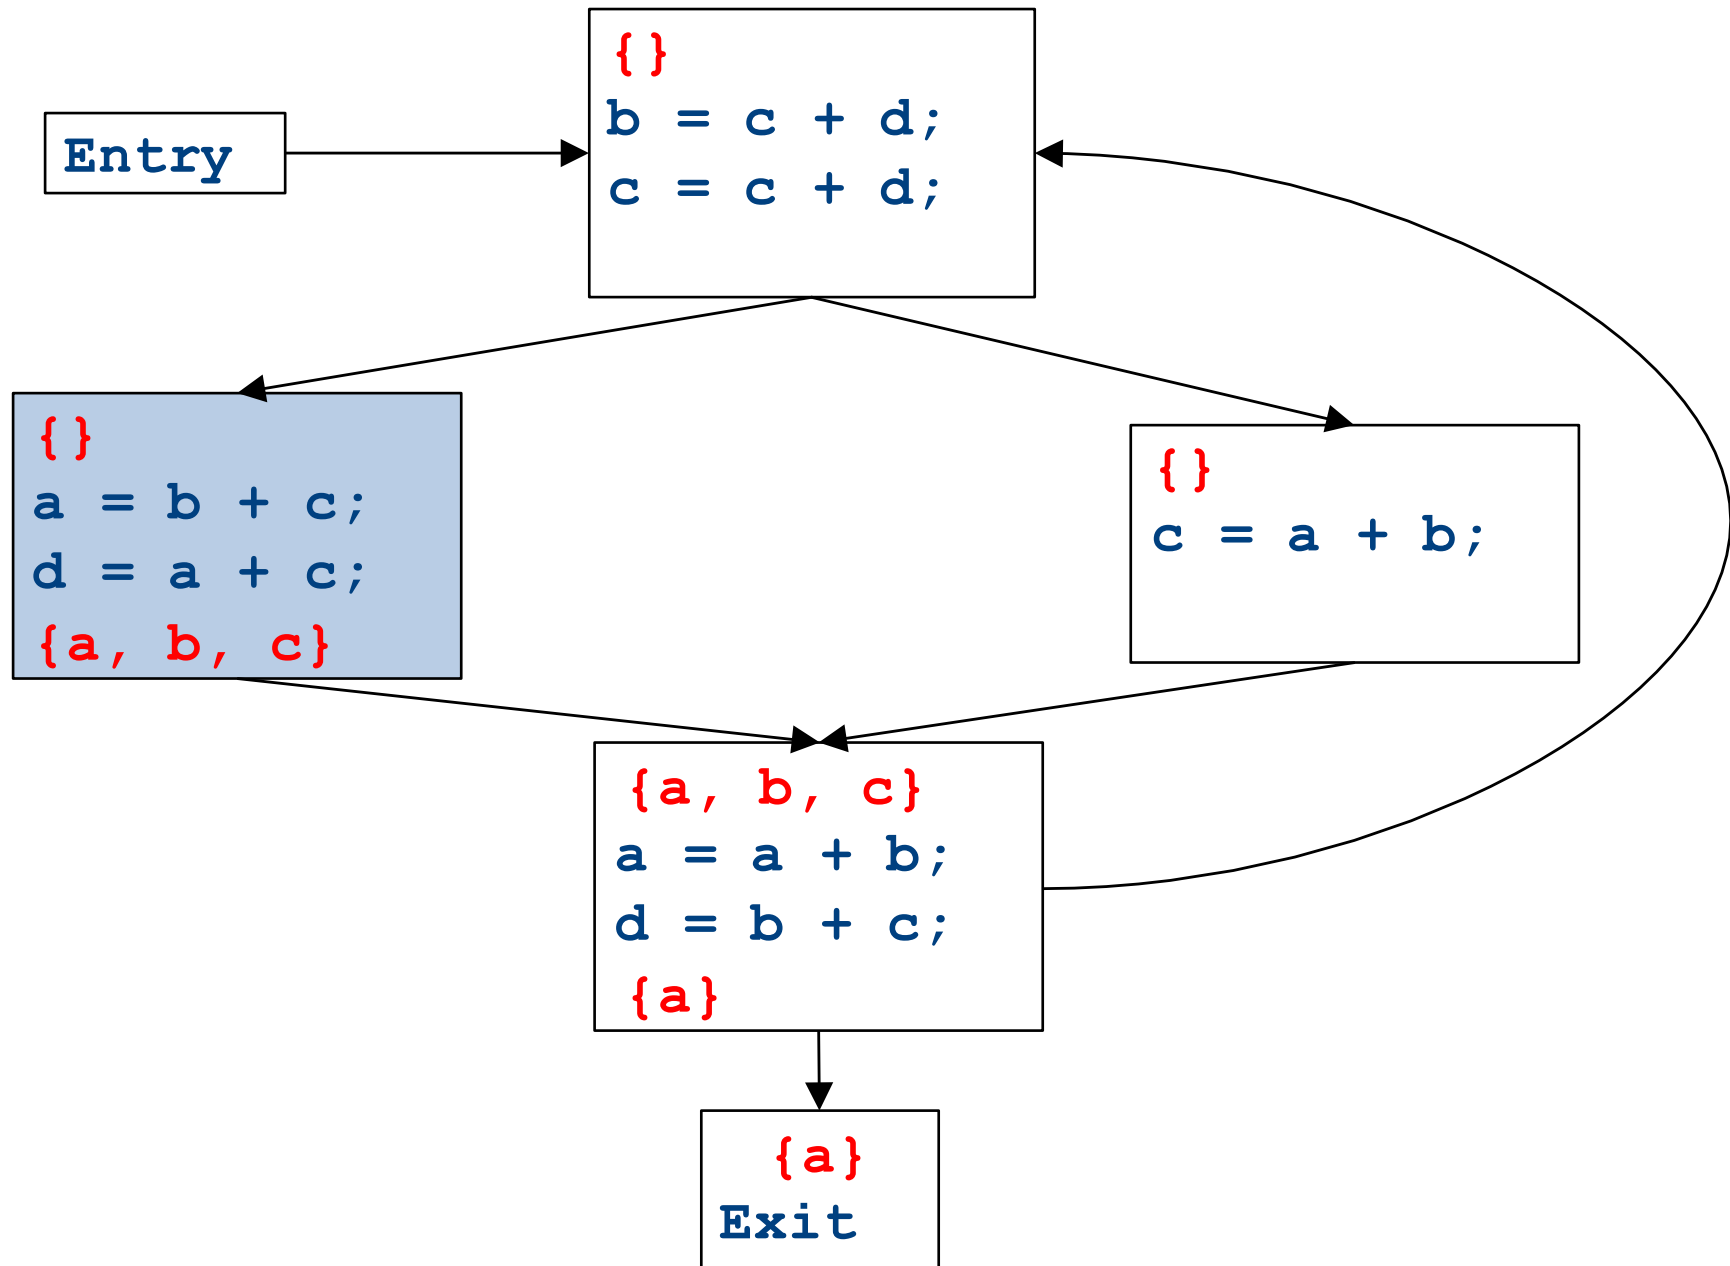 {}
b = c + d;
c = c + d;
Entry
{}
a = b + c;
d = a + c;
{a, b, c}
{}
c = a + b;
{a, b, c}
a = a + b;
d = b + c;
{a}
{a}
Exit